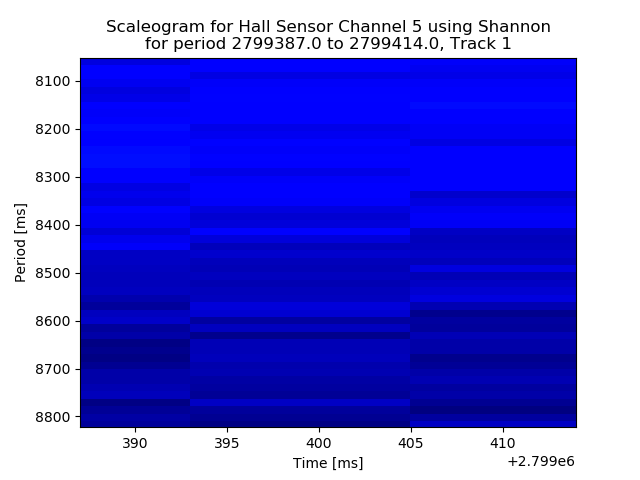 Scaleogram for Hall Sensor Channel 5 using Shannon
for period 2799387.0 to 2799414.0, Track 1
8100
8200
8300
8400
8500
8600
8700
8800
Period [ms]
390 395 400 405 410
Time [ms]
+2.799e6